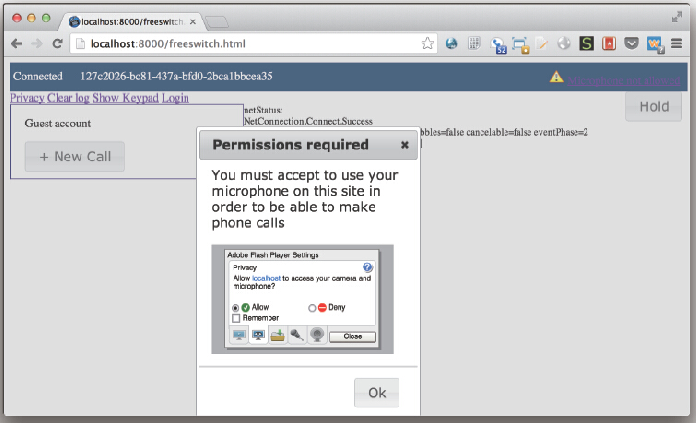 localhost:8000/freeswitch.
localhost:8000/freeswitch.html
Connected 127c2026-bc81-437a-bfd0-2bca1bbcea35
Privacy Clear log Show Keypad Login
Hold
netStatus:
NetConnection.Connect.Success
bbles=false cancelable=false eventPhase=2
Guest account
+ New Call
Permissions required
You must accept to use your
microphone on this site in
order to be able to make
phone calls
Adobe Flash Player Settings
Privacy
Allow localhost to access your camera and
microphone?
Allow Deny
Remember
Close
Ok